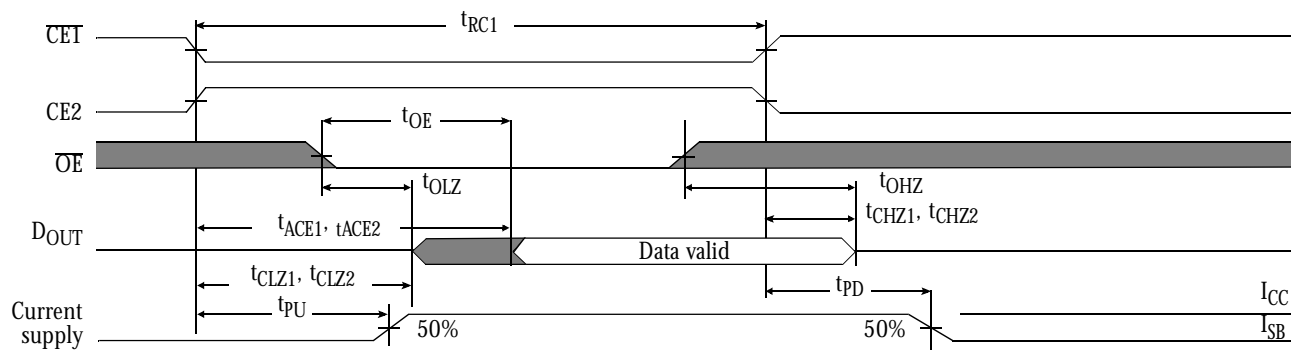 tRC1
CE1
CE2
tOE
OE
tOLZ
tOHZ
tACE1, tACE2
tCHZ1, tCHZ2
DOUT
Data valid
tCLZ1, tCLZ2
tPD
tPU
ICC
Current
supply
50%
50%
ISB